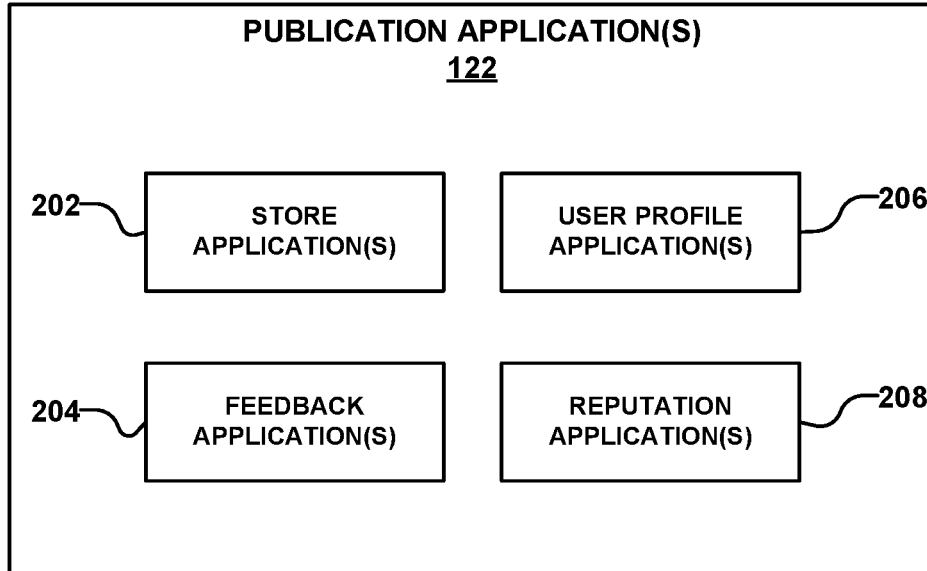 PUBLICATION APPLICATION(S)
122
202
STORE
APPLICATION(S)
USER PROFILE
APPLICATION(S)
206
204
FEEDBACK
APPLICATION(S)
REPUTATION
APPLICATION(S)
208